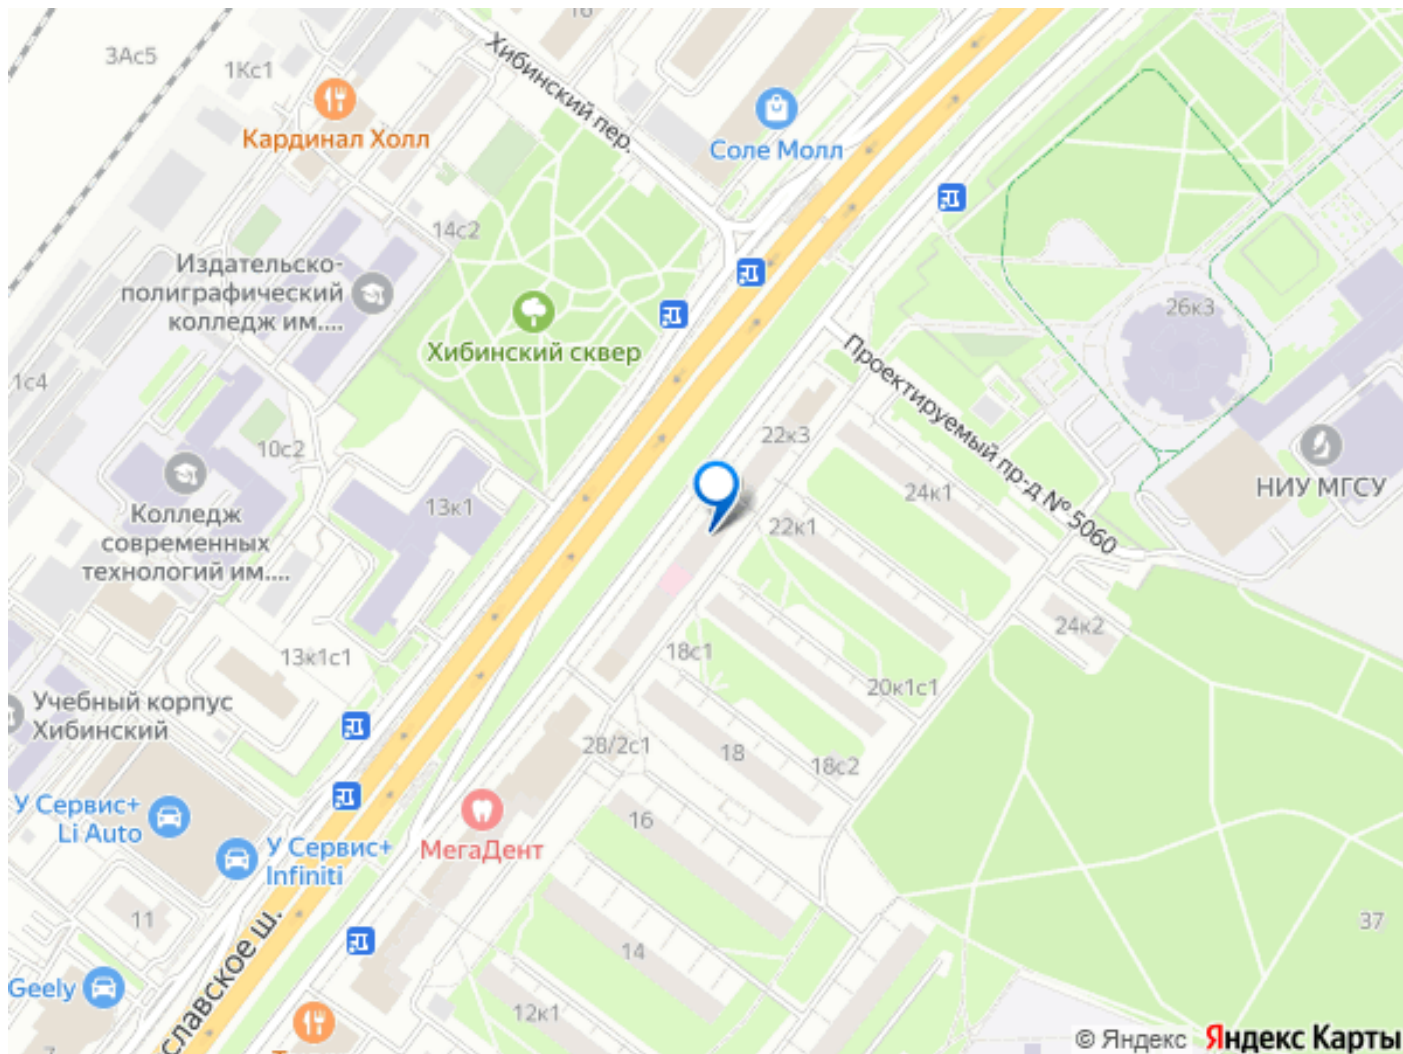 16
3Ас5
1Кс1
Хибинский пер.
Кардинал Холл
Соле Молл
14с2
Издательско-
полиграфический
колледж им....
26к3
Хибинский сквер
Проектируемый пр-д № 5060
1с4
22к3
10с2
24к1
НИУ МГСУ
13к1
22к1
Колледж
современных
технологий им....
24к2
13к1с1
18с1
20к1с1
Учебный корпус
Хибинский
28/2с1
18
18с2
У Сервис+
Li Auto
16
У Сервис+
Infiniti
МегаДент
11
37
славское ш.
14
Geely
12к1
© Яндекс Яндекс Карты